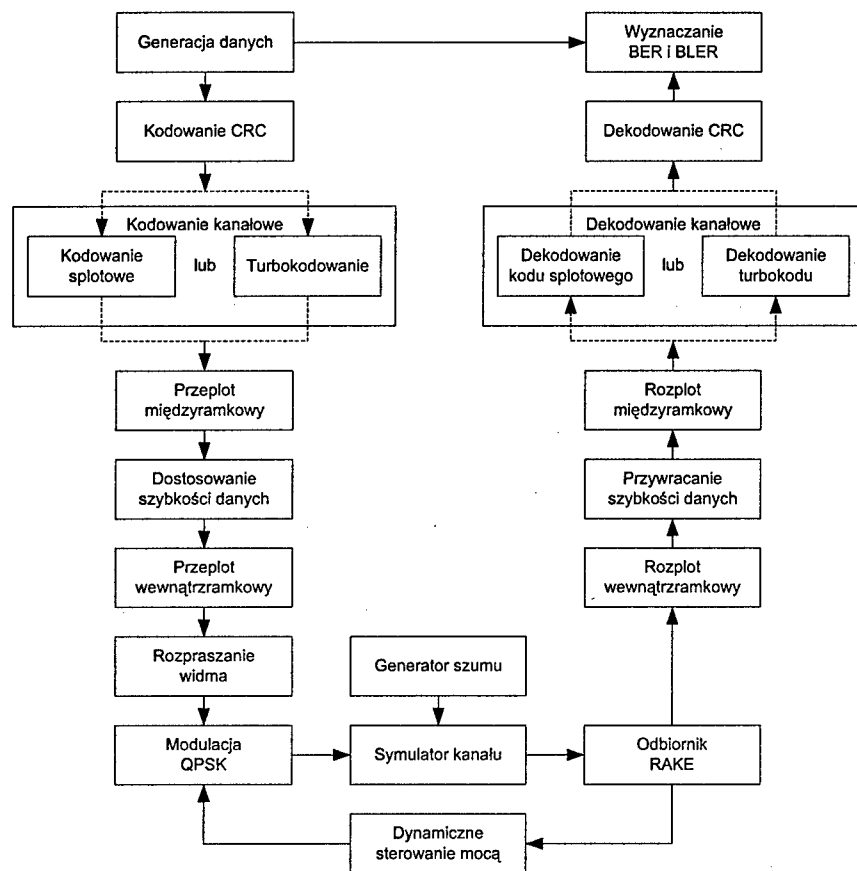 Generacja danych
Wyznaczanie
BER i BLER
Kodowanie CRC
Dekodowanie CRC
Kodowanie kanałowe
Kodowanie
splotowe
lub
Turbokodowanie
Dekodowanie kanałowe
Dekodowanie
kodu splotowego
lub
Dekodowanie
turbokodu
Przeplot
międzyramkowy
Rozplot
międzyramkowy
Dostosowanie
szybkości danych
Przywracanie
szybkości danych
Przeplot
wewnątrzramkowy
Rozplot
wewnątrzramkowy
Rozpraszanie
widma
Generator szumu
Modulacja
QPSK
Symulator kanału
Odbiornik
RAKE
Dynamiczne
sterowanie mocą